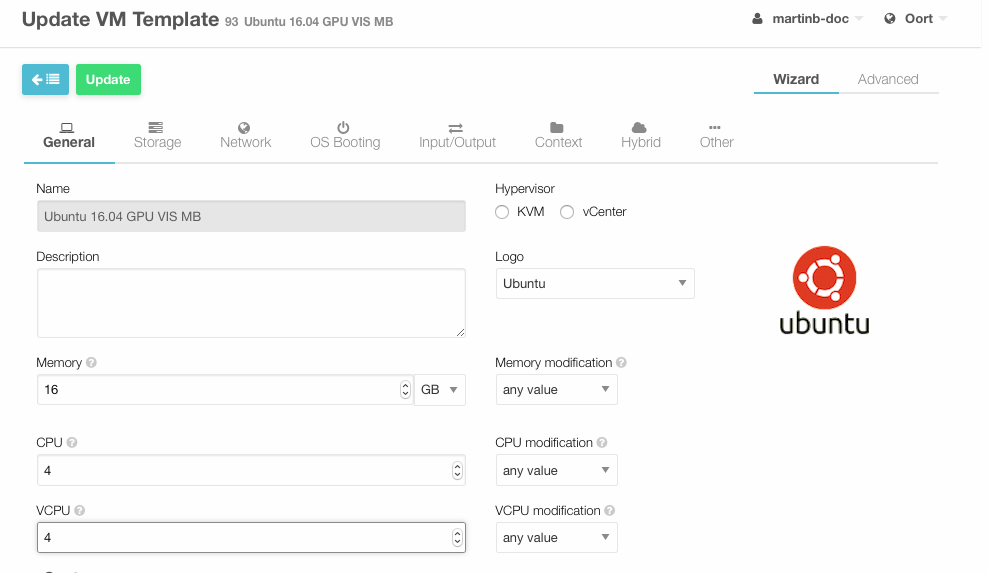 Update VM Template 93 Ubuntu 16.04 GPU VIS MB martinb-doc Oort
Update Wizard Advanced
General Storage Network OS Booting Input/Output Context Hybrid Other
Name Hypervisor
Ubuntu 16.04 GPU VIS MB KVM vCenter
Description Logo
Ubuntu
ubuntu
Memory ? Memory modification ?
16 GB any value
CPU ? CPU modification ?
4 any value
VCPU ? VCPU modification ?
4 any value